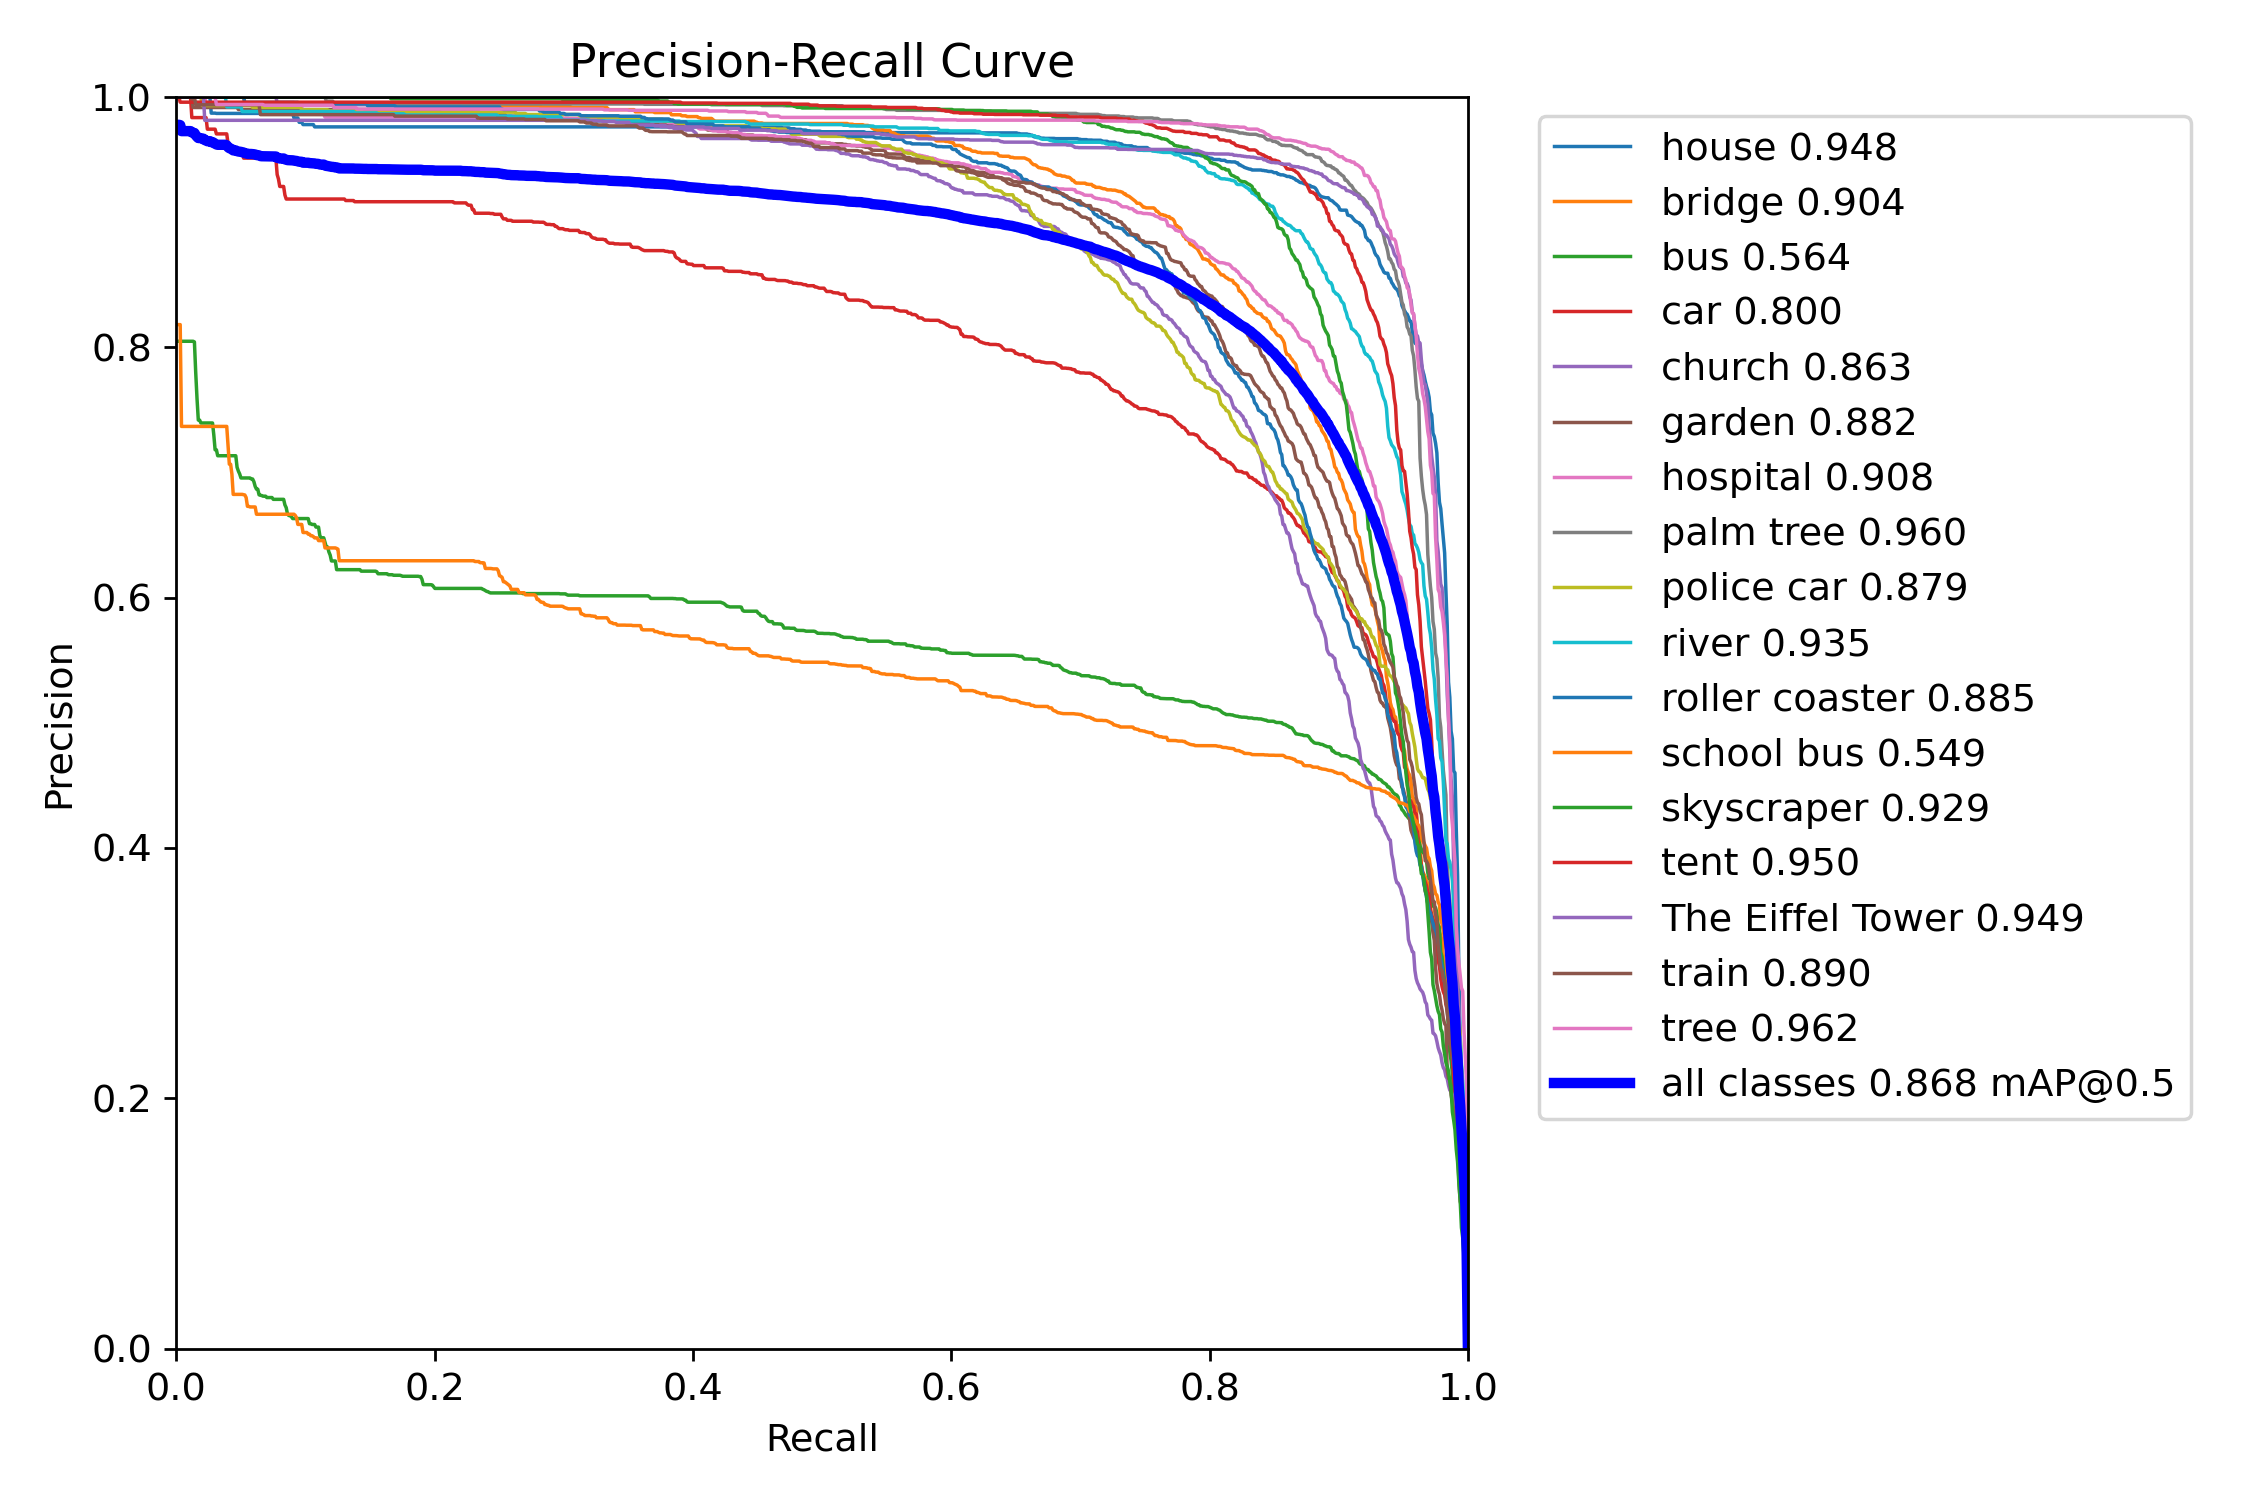 Precision-Recall Curve
1.0
0.8
0.6
0.4
0.2
0.0
Precision
0.0 0.2 0.4 0.6 0.8 1.0
Recall
house 0.948
bridge 0.904
bus 0.564
car 0.800
church 0.863
garden 0.882
hospital 0.908
palm tree 0.960
police car 0.879
river 0.935
roller coaster 0.885
school bus 0.549
skyscraper 0.929
tent 0.950
The Eiffel Tower 0.949
train 0.890
tree 0.962
all classes 0.868 mAP@0.5